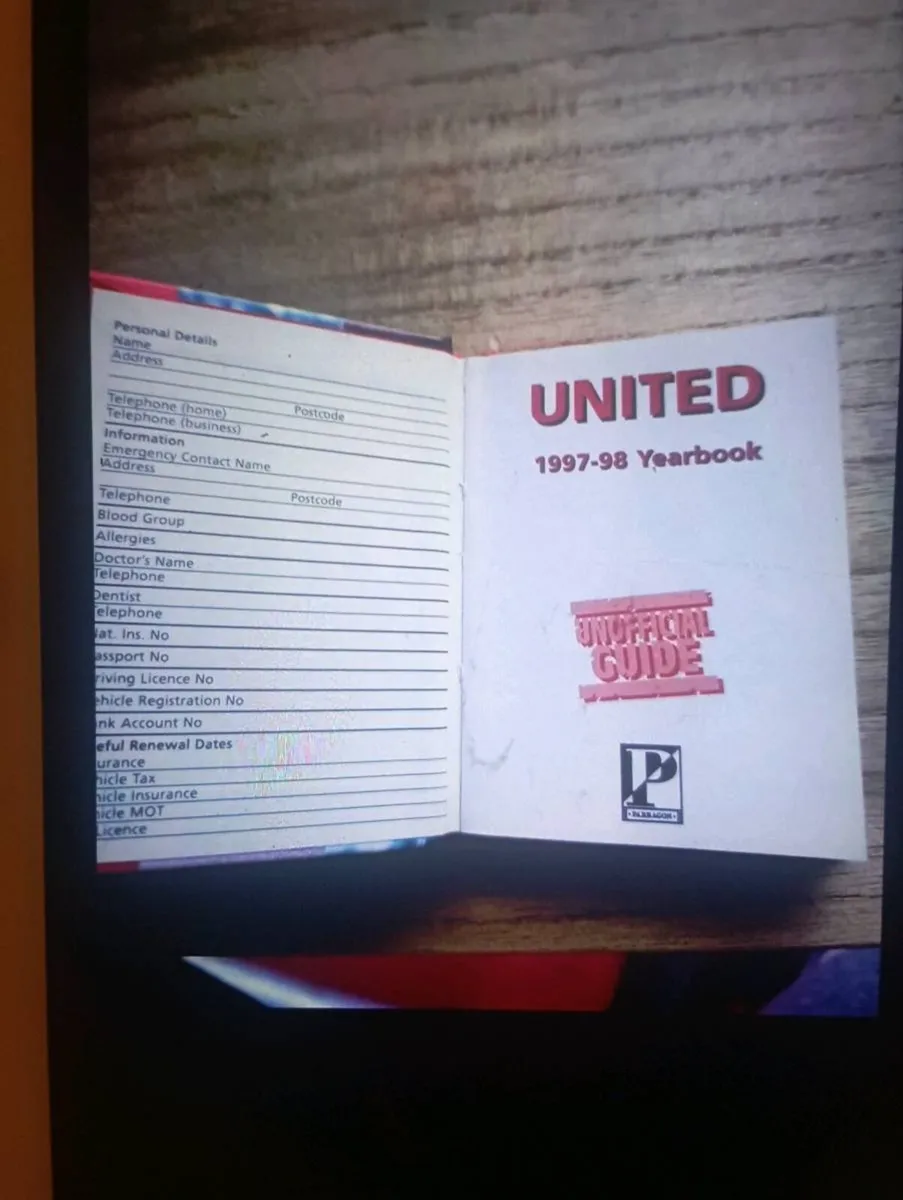 Personal Details
Name
Address
Postcode
Telephone (home)
Telephone (business)
Information
Emergency Contact Name
Address
Postcode
Telephone
Blood Group
Allergies
Doctor's Name
Telephone
Dentist
elephone
at. Ins. No
assport No
riving Licence No
ehicle Registration No
nk Account No
eful Renewal Dates
urance
hicle Tax
hicle Insurance
icle MOT
Licence
UNITED
1997-98 Yearbook
UNOFFICIAL
GUIDE
P
PARRAGON